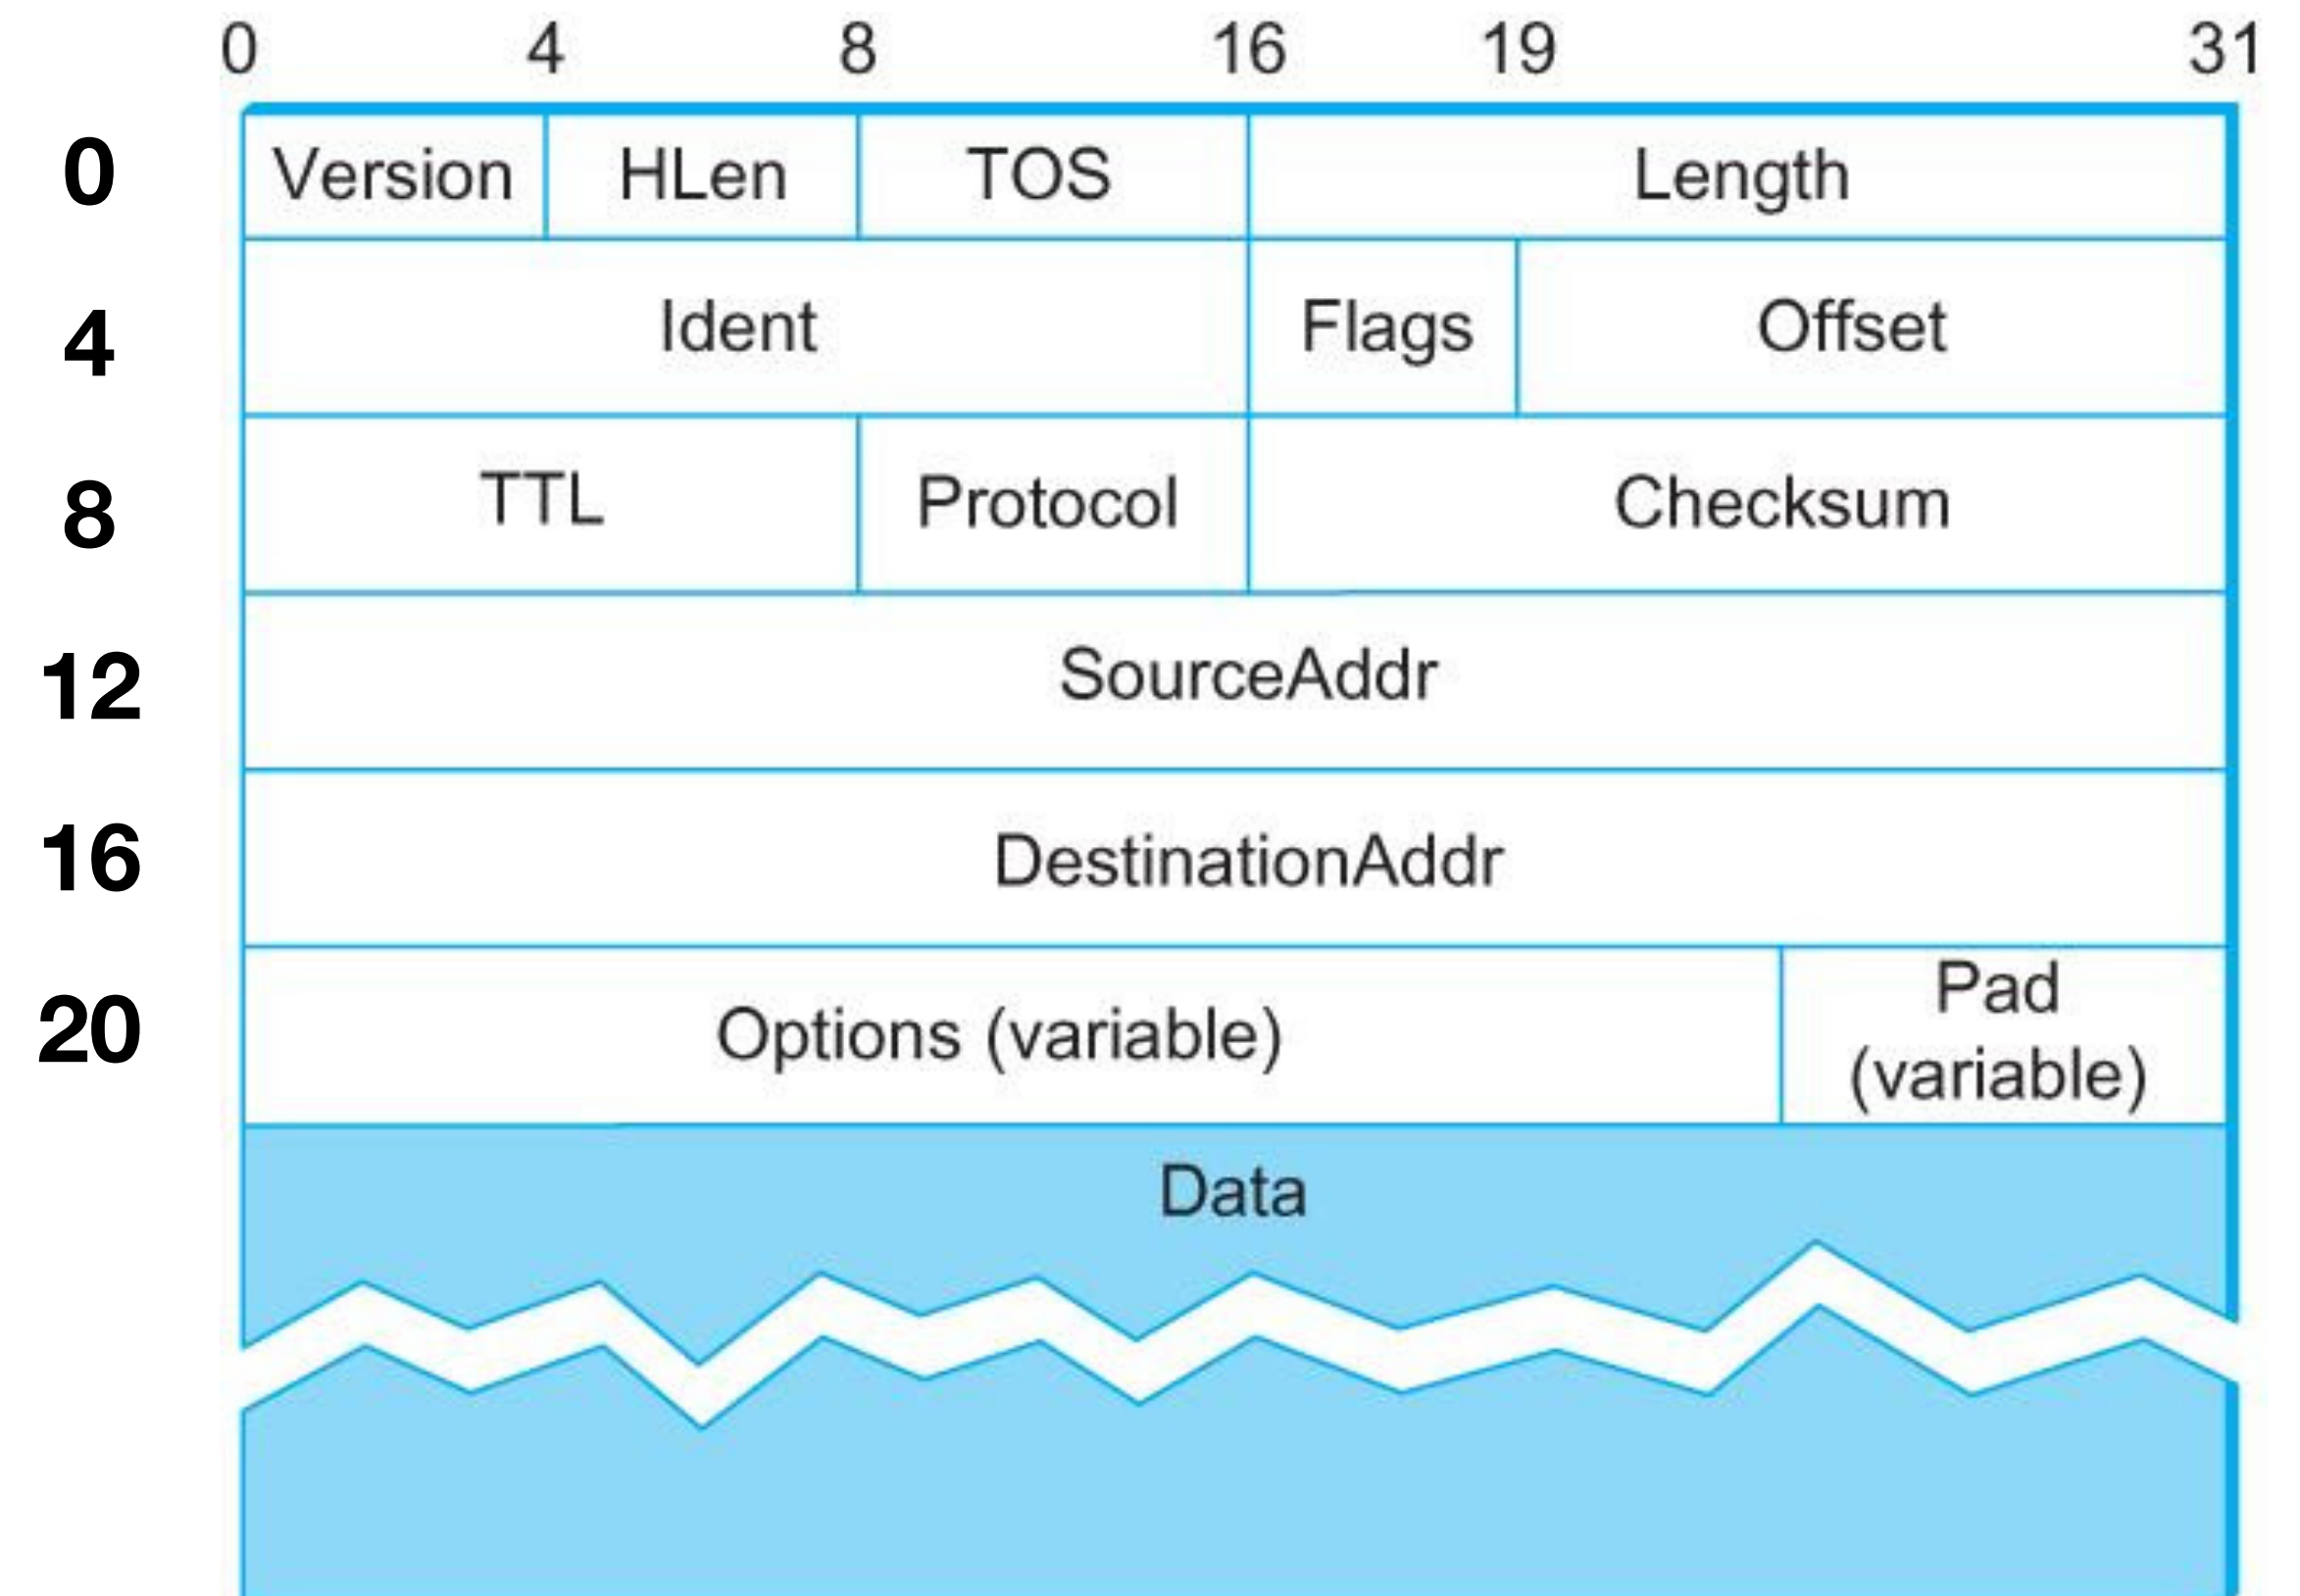 0 4 8 16 19 31
0 Version HLen TOS Length
4 Ident Flags Offset
8 TTL Protocol Checksum
12 SourceAddr
16 DestinationAddr
20 Options (variable) Pad
(variable)
Data